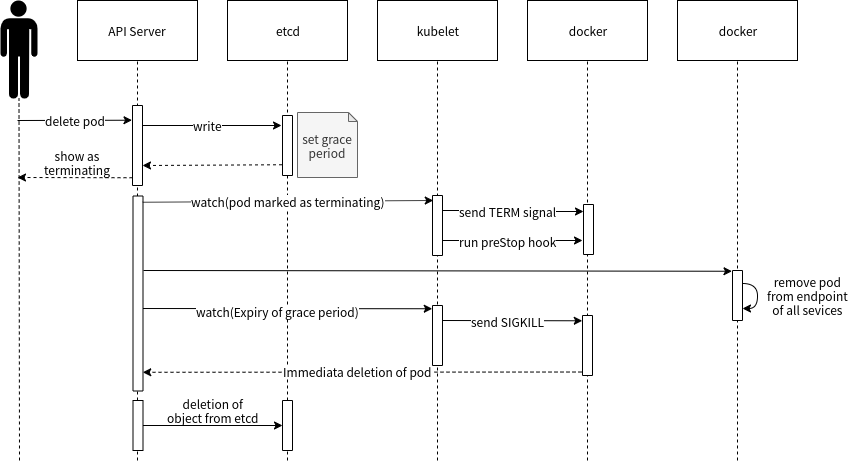 API Server
etcd
kubelet
docker
docker
delete pod
write
set grace
period
show as
terminating
watch(pod marked as terminating)
send TERM signal
run preStop hook
remove pod
from endpoint
of all sevices
watch(Expiry of grace period)
send SIGKILL
Immediata deletion of pod
deletion of
object from etcd